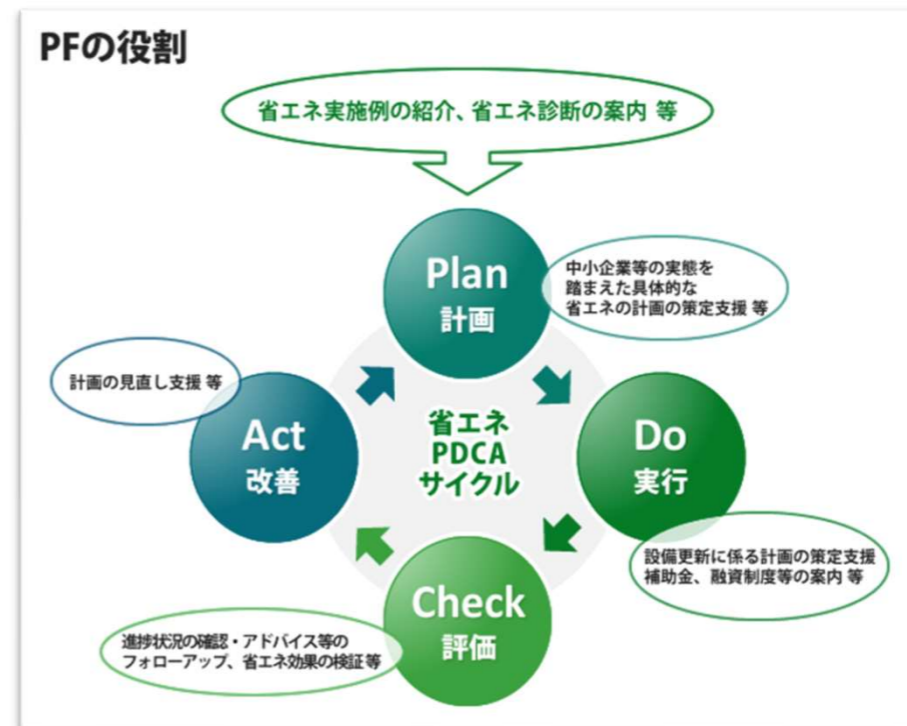 PFの役割
省エネ実施例の紹介、省エネ診断の案内 等
Plan
計画
中小企業等の実態を
踏まえた具体的な
省エネの計画の策定支援 等
計画の見直し支援 等
Act
改善
省エネ
PDCA
サイクル
Do
実行
設備更新に係る計画の策定支援
補助金、融資制度等の案内 等
Check
評価
進捗状況の確認・アドバイス等の
フォローアップ、省エネ効果の検証 等